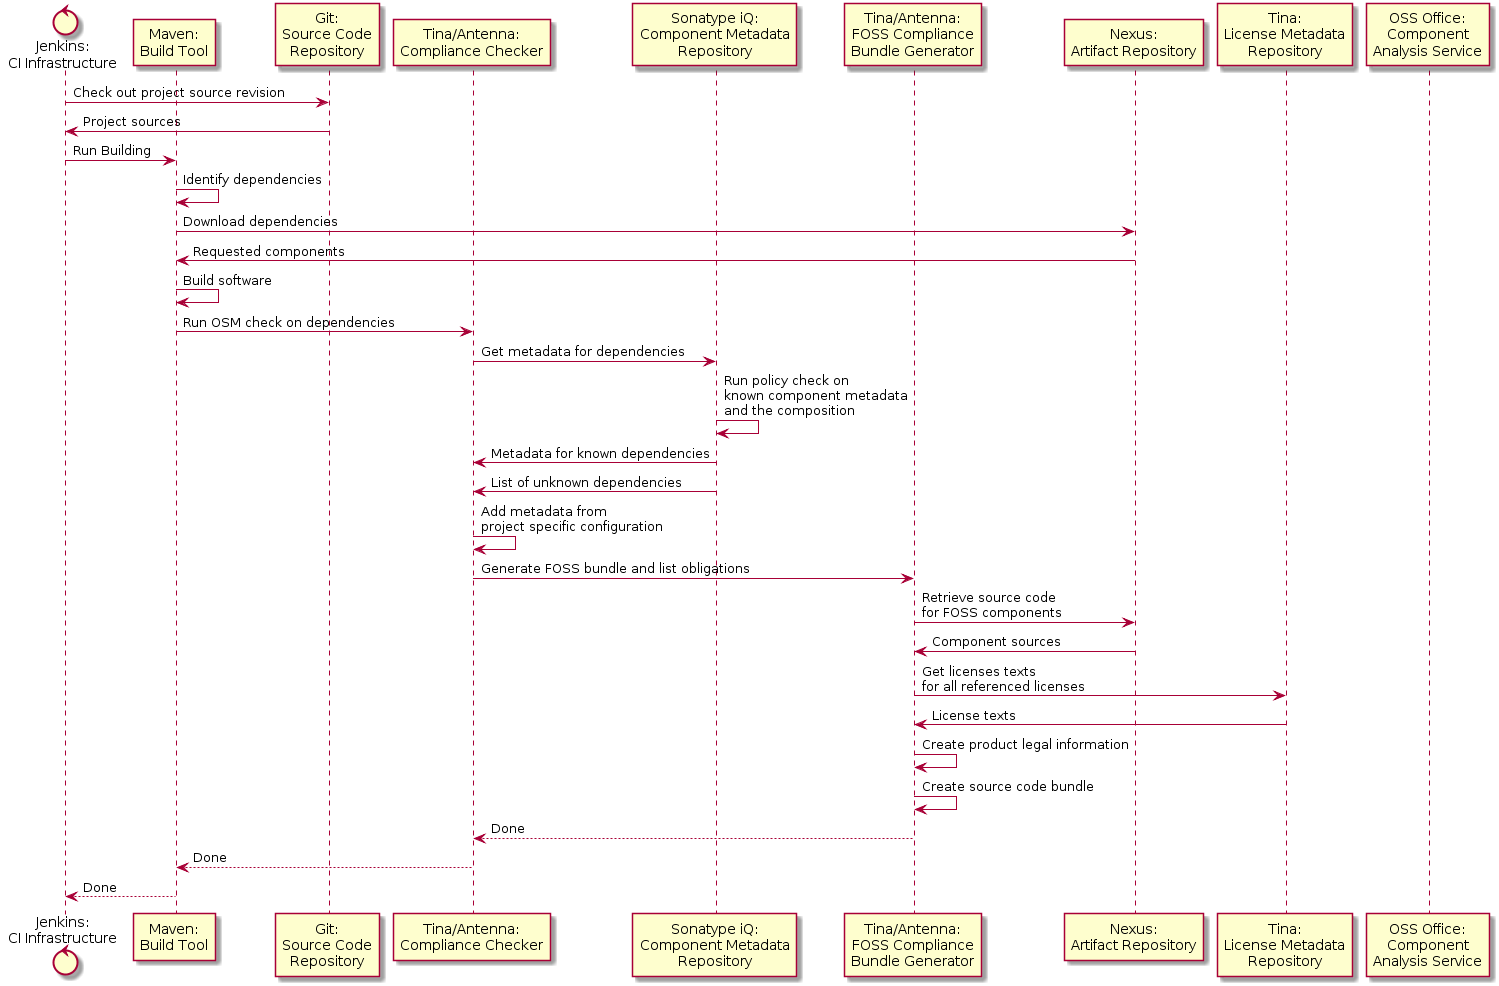 Jenkins:
CI Infrastructure
Maven:
Build Tool
Git:
Source Code
Repository
Tina/Antenna:
Compliance Checker
Sonatype iQ:
Component Metadata
Repository
Tina/Antenna:
FOSS Compliance
Bundle Generator
Nexus:
Artifact Repository
Tina:
License Metadata
Repository
OSS Office:
Component
Analysis Service
Check out project source revision
Project sources
Run Building
Identify dependencies
Download dependencies
Requested components
Build software
Run OSM check on dependencies
Get metadata for dependencies
Run policy check on
known component metadata
and the composition
Metadata for known dependencies
List of unknown dependencies
Add metadata from
project specific configuration
Generate FOSS bundle and list obligations
Retrieve source code
for FOSS components
Component sources
Get licenses texts
for all referenced licenses
License texts
Create product legal information
Create source code bundle
Done
Done
Done
Jenkins:
CI Infrastructure
Maven:
Build Tool
Git:
Source Code
Repository
Tina/Antenna:
Compliance Checker
Sonatype iQ:
Component Metadata
Repository
Tina/Antenna:
FOSS Compliance
Bundle Generator
Nexus:
Artifact Repository
Tina:
License Metadata
Repository
OSS Office:
Component
Analysis Service